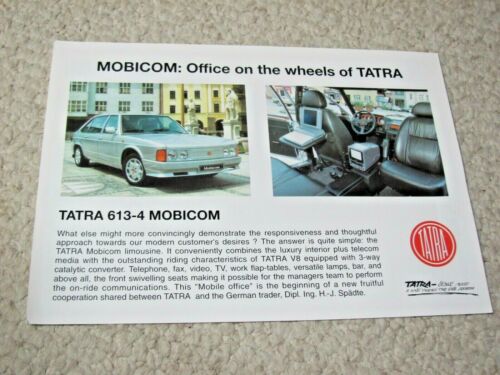 MOBICOM: Office on the wheels of TATRA
Mobicom
TATRA 613-4 MOBICOM
What else might more convincingly demonstrate the responsiveness and thoughtful
approach towards our modern customer's desires ? The answer is quite simple: the
TATRA Mobicom limousine. It conveniently combines the luxury interior plus telecom
media with the outstanding riding characteristics of TATRA V8 equipped with 3-way
catalytic converter. Telephone, fax, video, TV, work flap-tables, versatile lamps, bar, and
above all, the front swivelling seats making it possible for the managers team to perform
the on-ride communications. This "Mobile office" is the beginning of a new fruitful
cooperation shared between TATRA and the German trader, Dipl. Ing. H.-J. Spädte.
TATRA
TATRA-